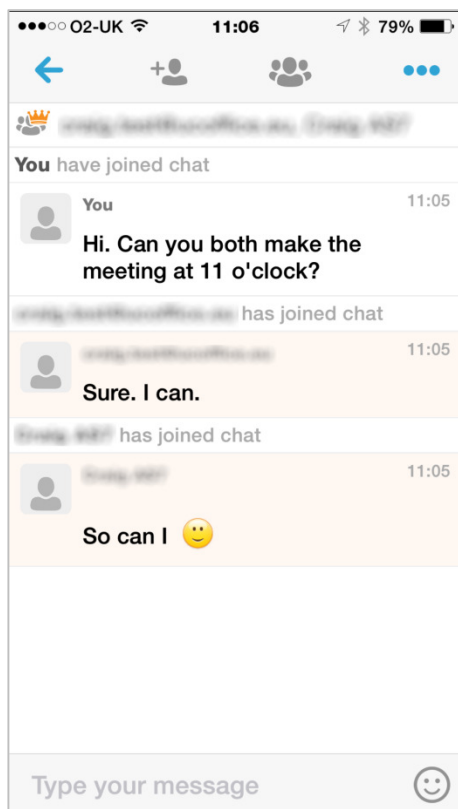 O2-UK 11:06 79%
You have joined chat
You 11:05
Hi. Can you both make the
meeting at 11 o'clock?
has joined chat
11:05
Sure. I can.
has joined chat
11:05
So can I
Type your message